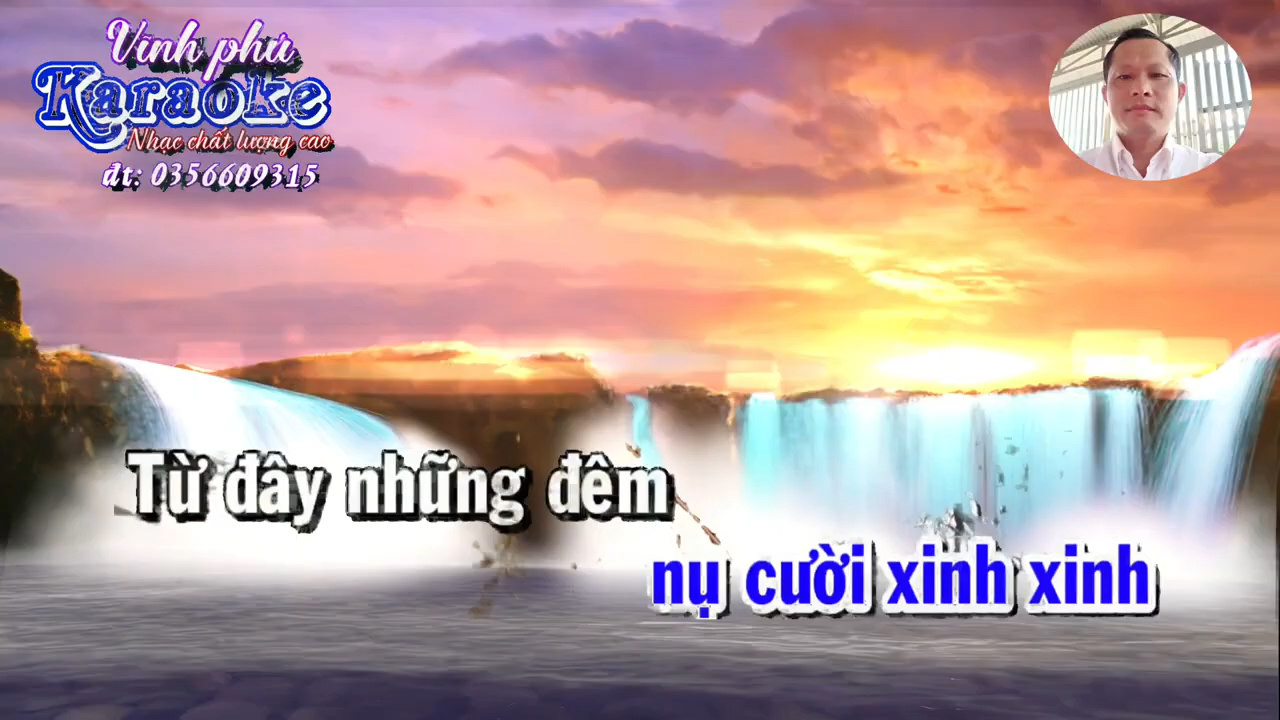 Vĩnh phú
Karaoke
Nhạc chất lượng cao
đt: 0356609315
Từ đây những đêm
nụ cười xinh xinh